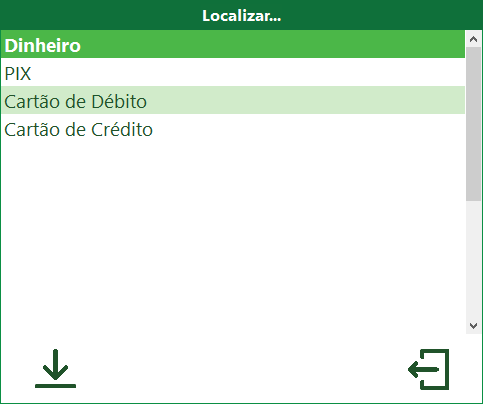 Localizar...
Dinheiro
PIX
Cartão de Débito
Cartão de Crédito